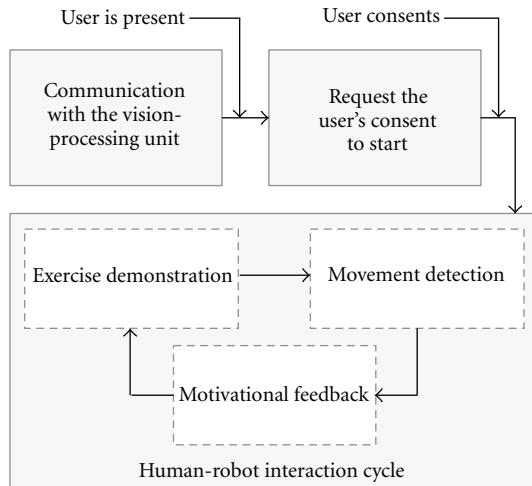 User is present
User consents
Communication
with the vision-
processing unit
Request the
user's consent
to start
Exercise demonstration
Movement detection
Motivational feedback
Human-robot interaction cycle